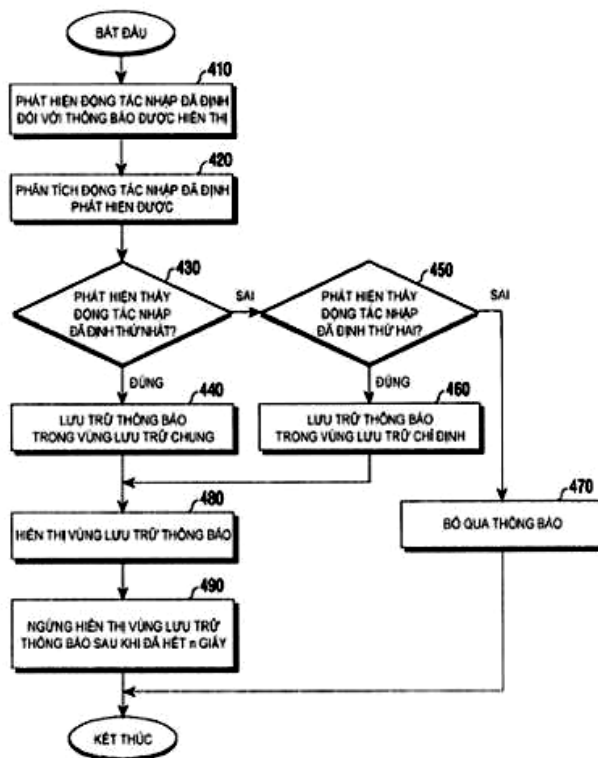 BẮT ĐẦU
410
PHÁT HIỆN ĐỘNG TÁC NHẬP ĐÃ ĐỊNH
ĐỐI VỚI THÔNG BÁO ĐƯỢC HIỂN THỊ
420
PHÂN TÍCH ĐỘNG TÁC NHẬP ĐÃ ĐỊNH
PHÁT HIỆN ĐƯỢC
430
PHÁT HIỆN THẤY
ĐỘNG TÁC NHẬP
ĐÃ ĐỊNH THỨ NHẤT?
SAI
450
PHÁT HIỆN THẤY
ĐỘNG TÁC NHẬP
ĐÃ ĐỊNH THỨ HAI?
SAI
ĐÚNG
440
LƯU TRỮ THÔNG BÁO
TRONG VÙNG LƯU TRỮ CHUNG
ĐÚNG
460
LƯU TRỮ THÔNG BÁO
TRONG VÙNG LƯU TRỮ CHỈ ĐỊNH
480
HIỂN THỊ VÙNG LƯU TRỮ THÔNG BÁO
470
BỎ QUA THÔNG BÁO
490
NGỪNG HIỂN THỊ VÙNG LƯU TRỮ
THÔNG BÁO SAU KHI ĐÃ HẾT n GIÂY
KẾT THÚC